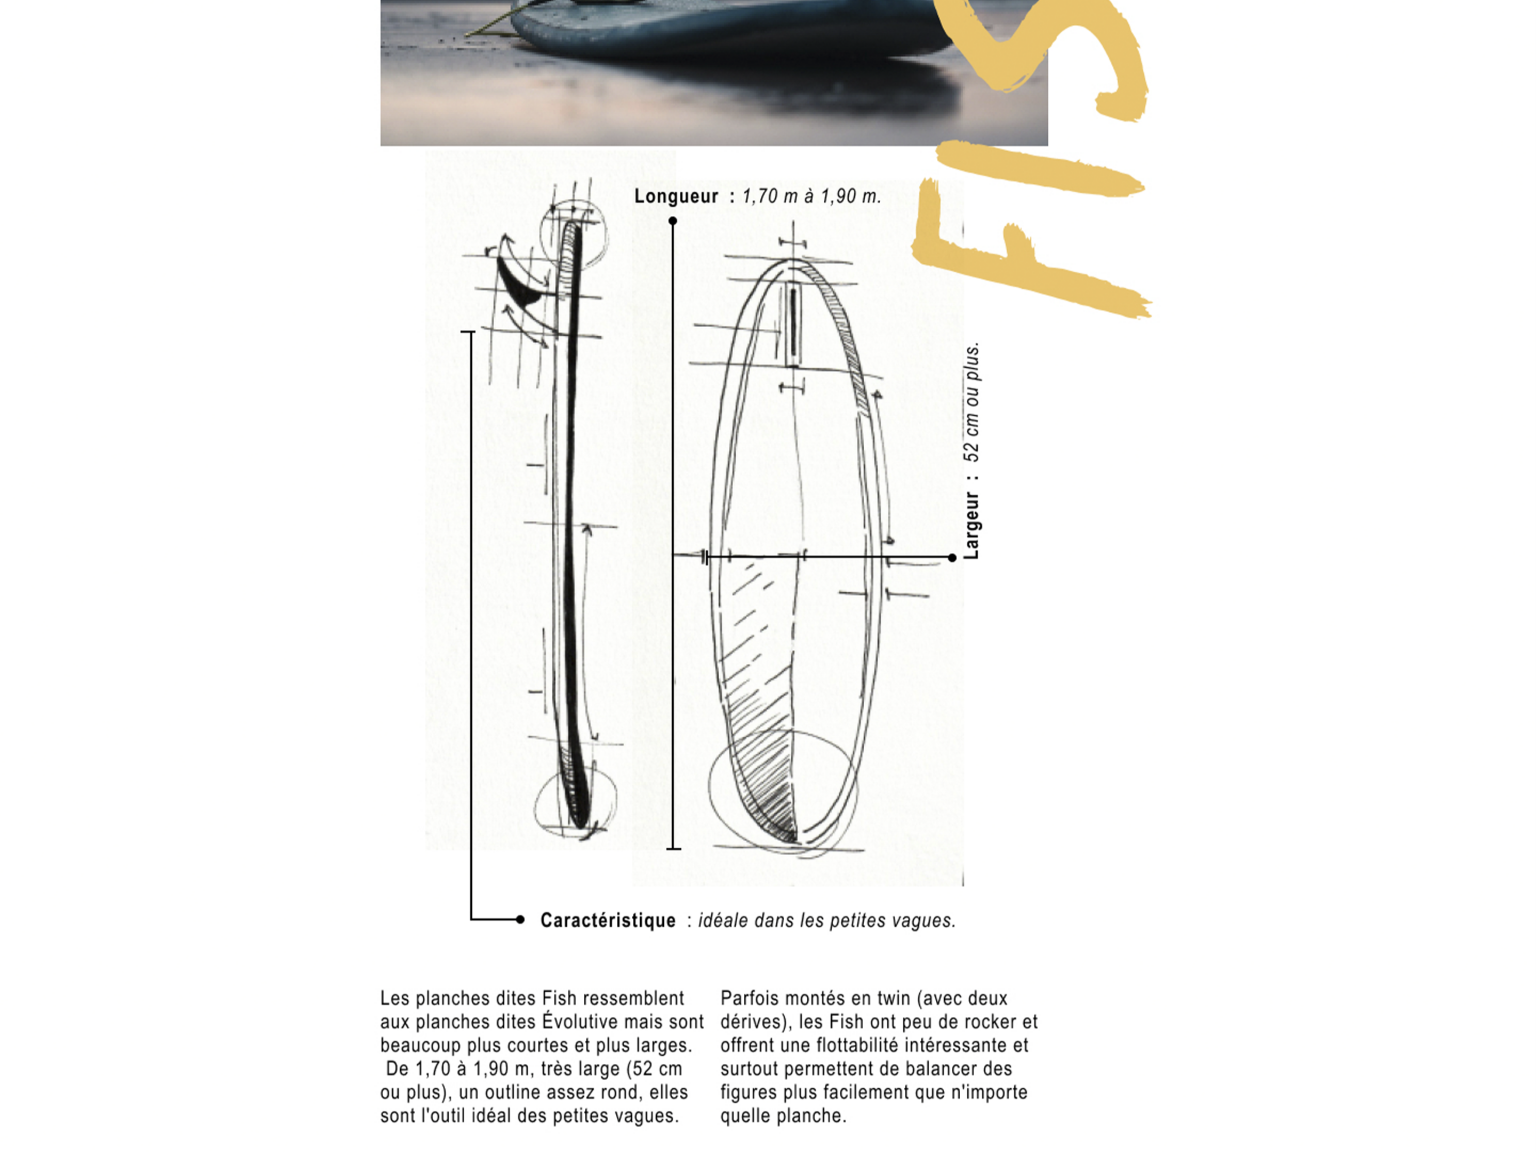 FIS
Longueur : 1,70 m à 1,90 m.
Largeur : 52 cm ou plus.
Caractéristique : idéale dans les petites vagues.
Les planches dites Fish ressemblent
aux planches dites Évolutive mais sont
beaucoup plus courtes et plus larges.
De 1,70 à 1,90 m, très large (52 cm
ou plus), un outline assez rond, elles
sont l'outil idéal des petites vagues.
Parfois montés en twin (avec deux
dérives), les Fish ont peu de rocker et
offrent une flottabilité intéressante et
surtout permettent de balancer des
figures plus facilement que n'importe
quelle planche.